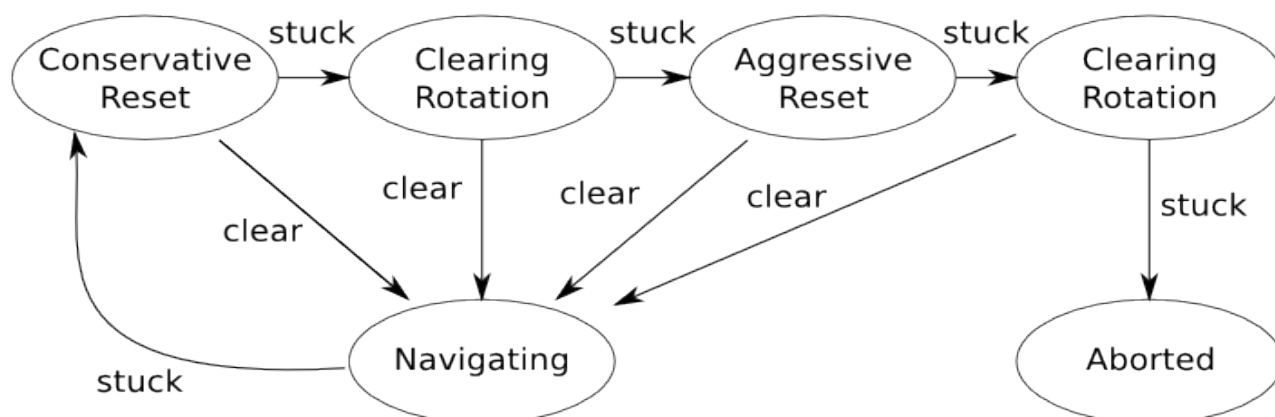 stuck
stuck
stuck
Conservative
Reset
Clearing
Rotation
Aggressive
Reset
Clearing
Rotation
clear
clear
clear
clear
stuck
Navigating
Aborted
stuck